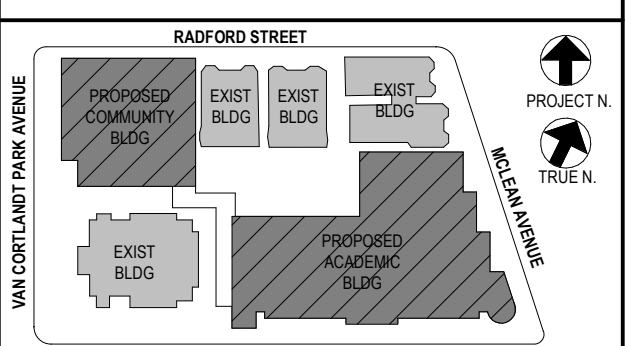 RADFORD STREET
VAN CORTLANDT PARK AVENUE
PROPOSED
COMMUNITY
BLDG
EXIST
BLDG
EXIST
BLDG
EXIST
BLDG
PROJECT N.
TRUE N.
MCLEAN AVENUE
EXIST
BLDG
PROPOSED
ACADEMIC
BLDG